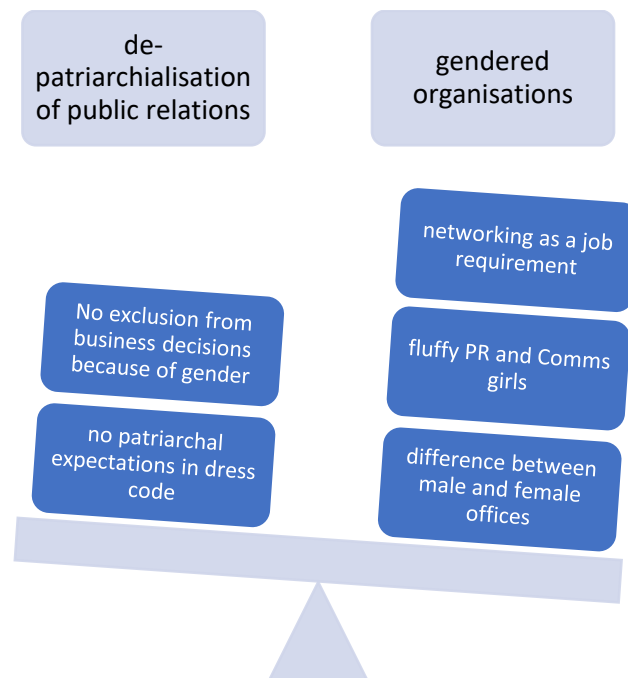 de-
patriarchialisation
of public relations
gendered
organisations
No exclusion from
business decisions
because of gender
no patriarchal
expectations in dress
code
networking as a job
requirement
fluffy PR and Comms
girls
difference between
male and female
offices